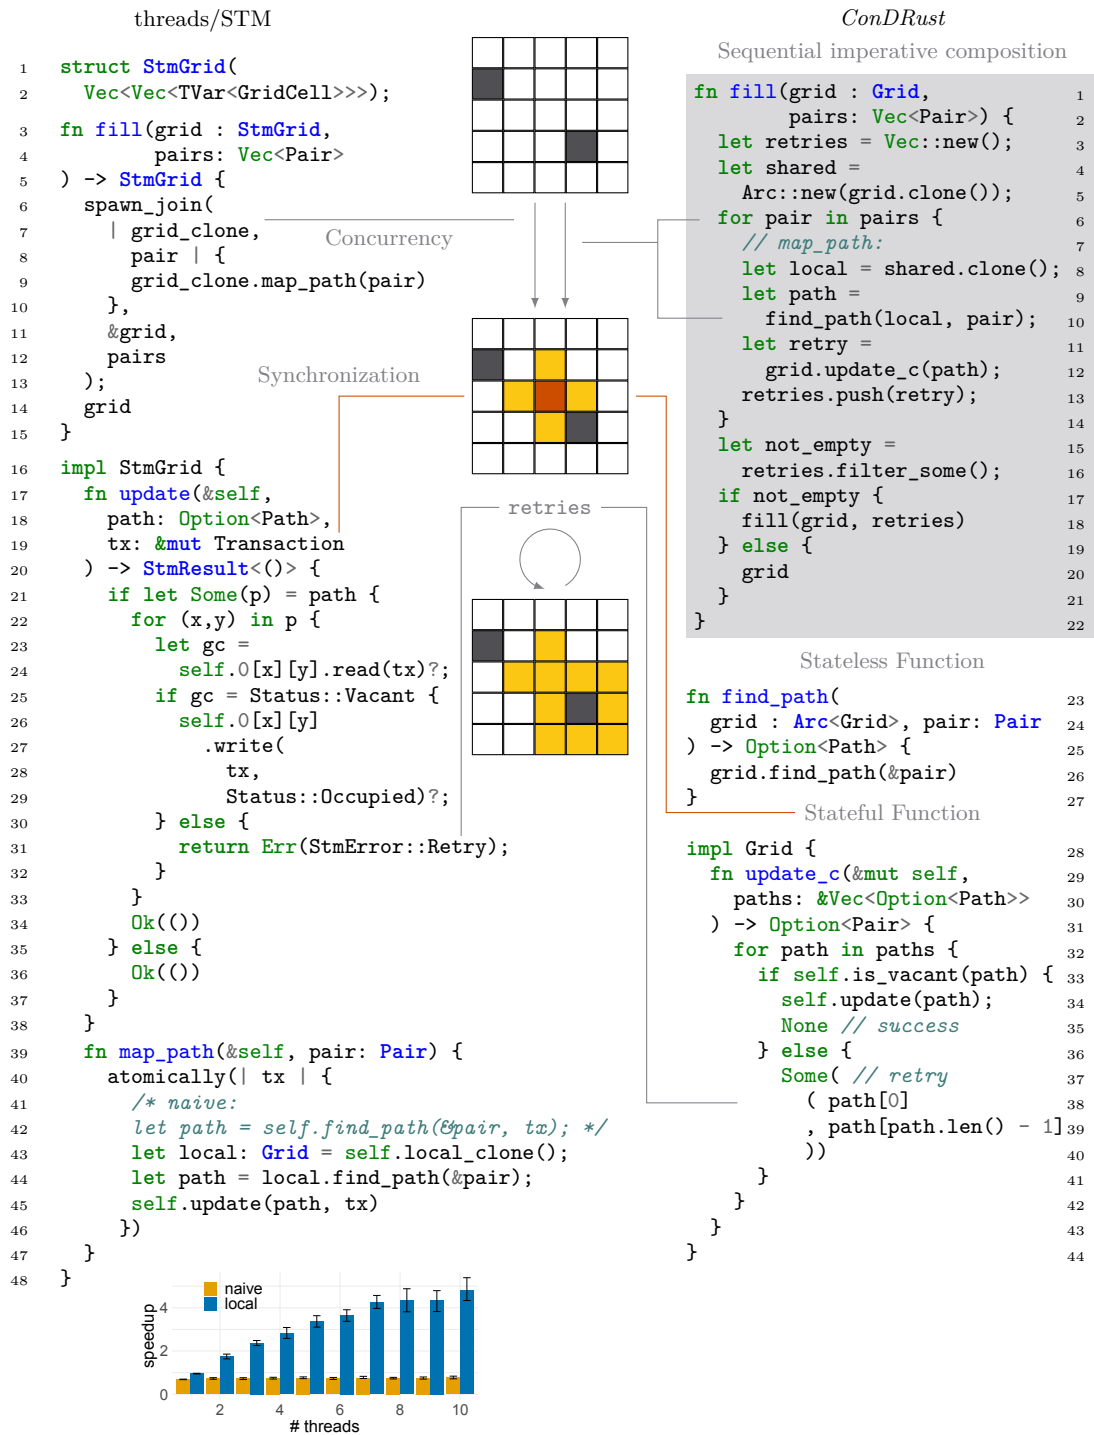 threads/STM
1 struct StmGrid(
2   Vec<Vec<TVar<GridCell>>>);
3 fn fill(grid : StmGrid,
4         pairs: Vec<Pair>
5 ) -> StmGrid {
6   spawn_join(
7     | grid_clone,
8       pair | {
9       grid_clone.map_path(pair)
10     },
11     &grid,
12     pairs
13   );
14   grid
15 }
16 impl StmGrid {
17   fn update(&self,
18     path: Option<Path>,
19     tx: &mut Transaction
20   ) -> StmResult<()> {
21     if let Some(p) = path {
22       for (x,y) in p {
23         let gc =
24           self.0[x][y].read(tx)?;
25         if gc = Status::Vacant {
26           self.0[x][y]
27             .write(
28               tx,
29               Status::Occupied)?;
30         } else {
31           return Err(StmError::Retry);
32         }
33       }
34       Ok(())
35     } else {
36       Ok(())
37     }
38   }
39   fn map_path(&self, pair: Pair) {
40     atomically(| tx | {
41       /* naive:
42       let path = self.find_path(&pair, tx); */
43       let local: Grid = self.local_clone();
44       let path = local.find_path(&pair);
45       self.update(path, tx)
46      })
47   }
48 }
Concurrency
Synchronization
retries
ConDRust
Sequential imperative composition
fn fill(grid : Grid, 1
        pairs: Vec<Pair>) { 2
  let retries = Vec::new(); 3
  let shared = 4
    Arc::new(grid.clone()); 5
  for pair in pairs { 6
    // map_path: 7
    let local = shared.clone(); 8
    let path = 9
      find_path(local, pair); 10
    let retry = 11
      grid.update_c(path); 12
    retries.push(retry); 13
  } 14
  let not_empty = 15
    retries.filter_some(); 16
  if not_empty { 17
    fill(grid, retries) 18
  } else { 19
    grid 20
  } 21
} 22
Stateless Function
fn find_path( 23
  grid : Arc<Grid>, pair: Pair 24
) -> Option<Path> { 25
  grid.find_path(&pair) 26
} 27
Stateful Function
impl Grid { 28
  fn update_c(&mut self, 29
    paths: &Vec<Option<Path>> 30
  ) -> Option<Pair> { 31
    for path in paths { 32
      if self.is_vacant(path) { 33
        self.update(path); 34
        None // success 35
      } else { 36
        Some( // retry 37
          ( path[0] 38
          , path[path.len() - 1] 39
          )) 40
      } 41
    } 42
  } 43
} 44
naive
local
speedup
4
2
0
2 4 6 8 10
# threads